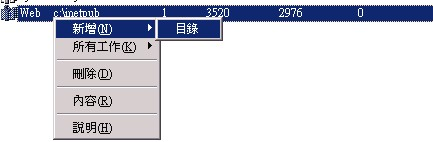 Web c:\inetpub 1 3520 2976 0
新增(N) 目錄
所有工作(K)
刪除(D)
內容(R)
說明(H)